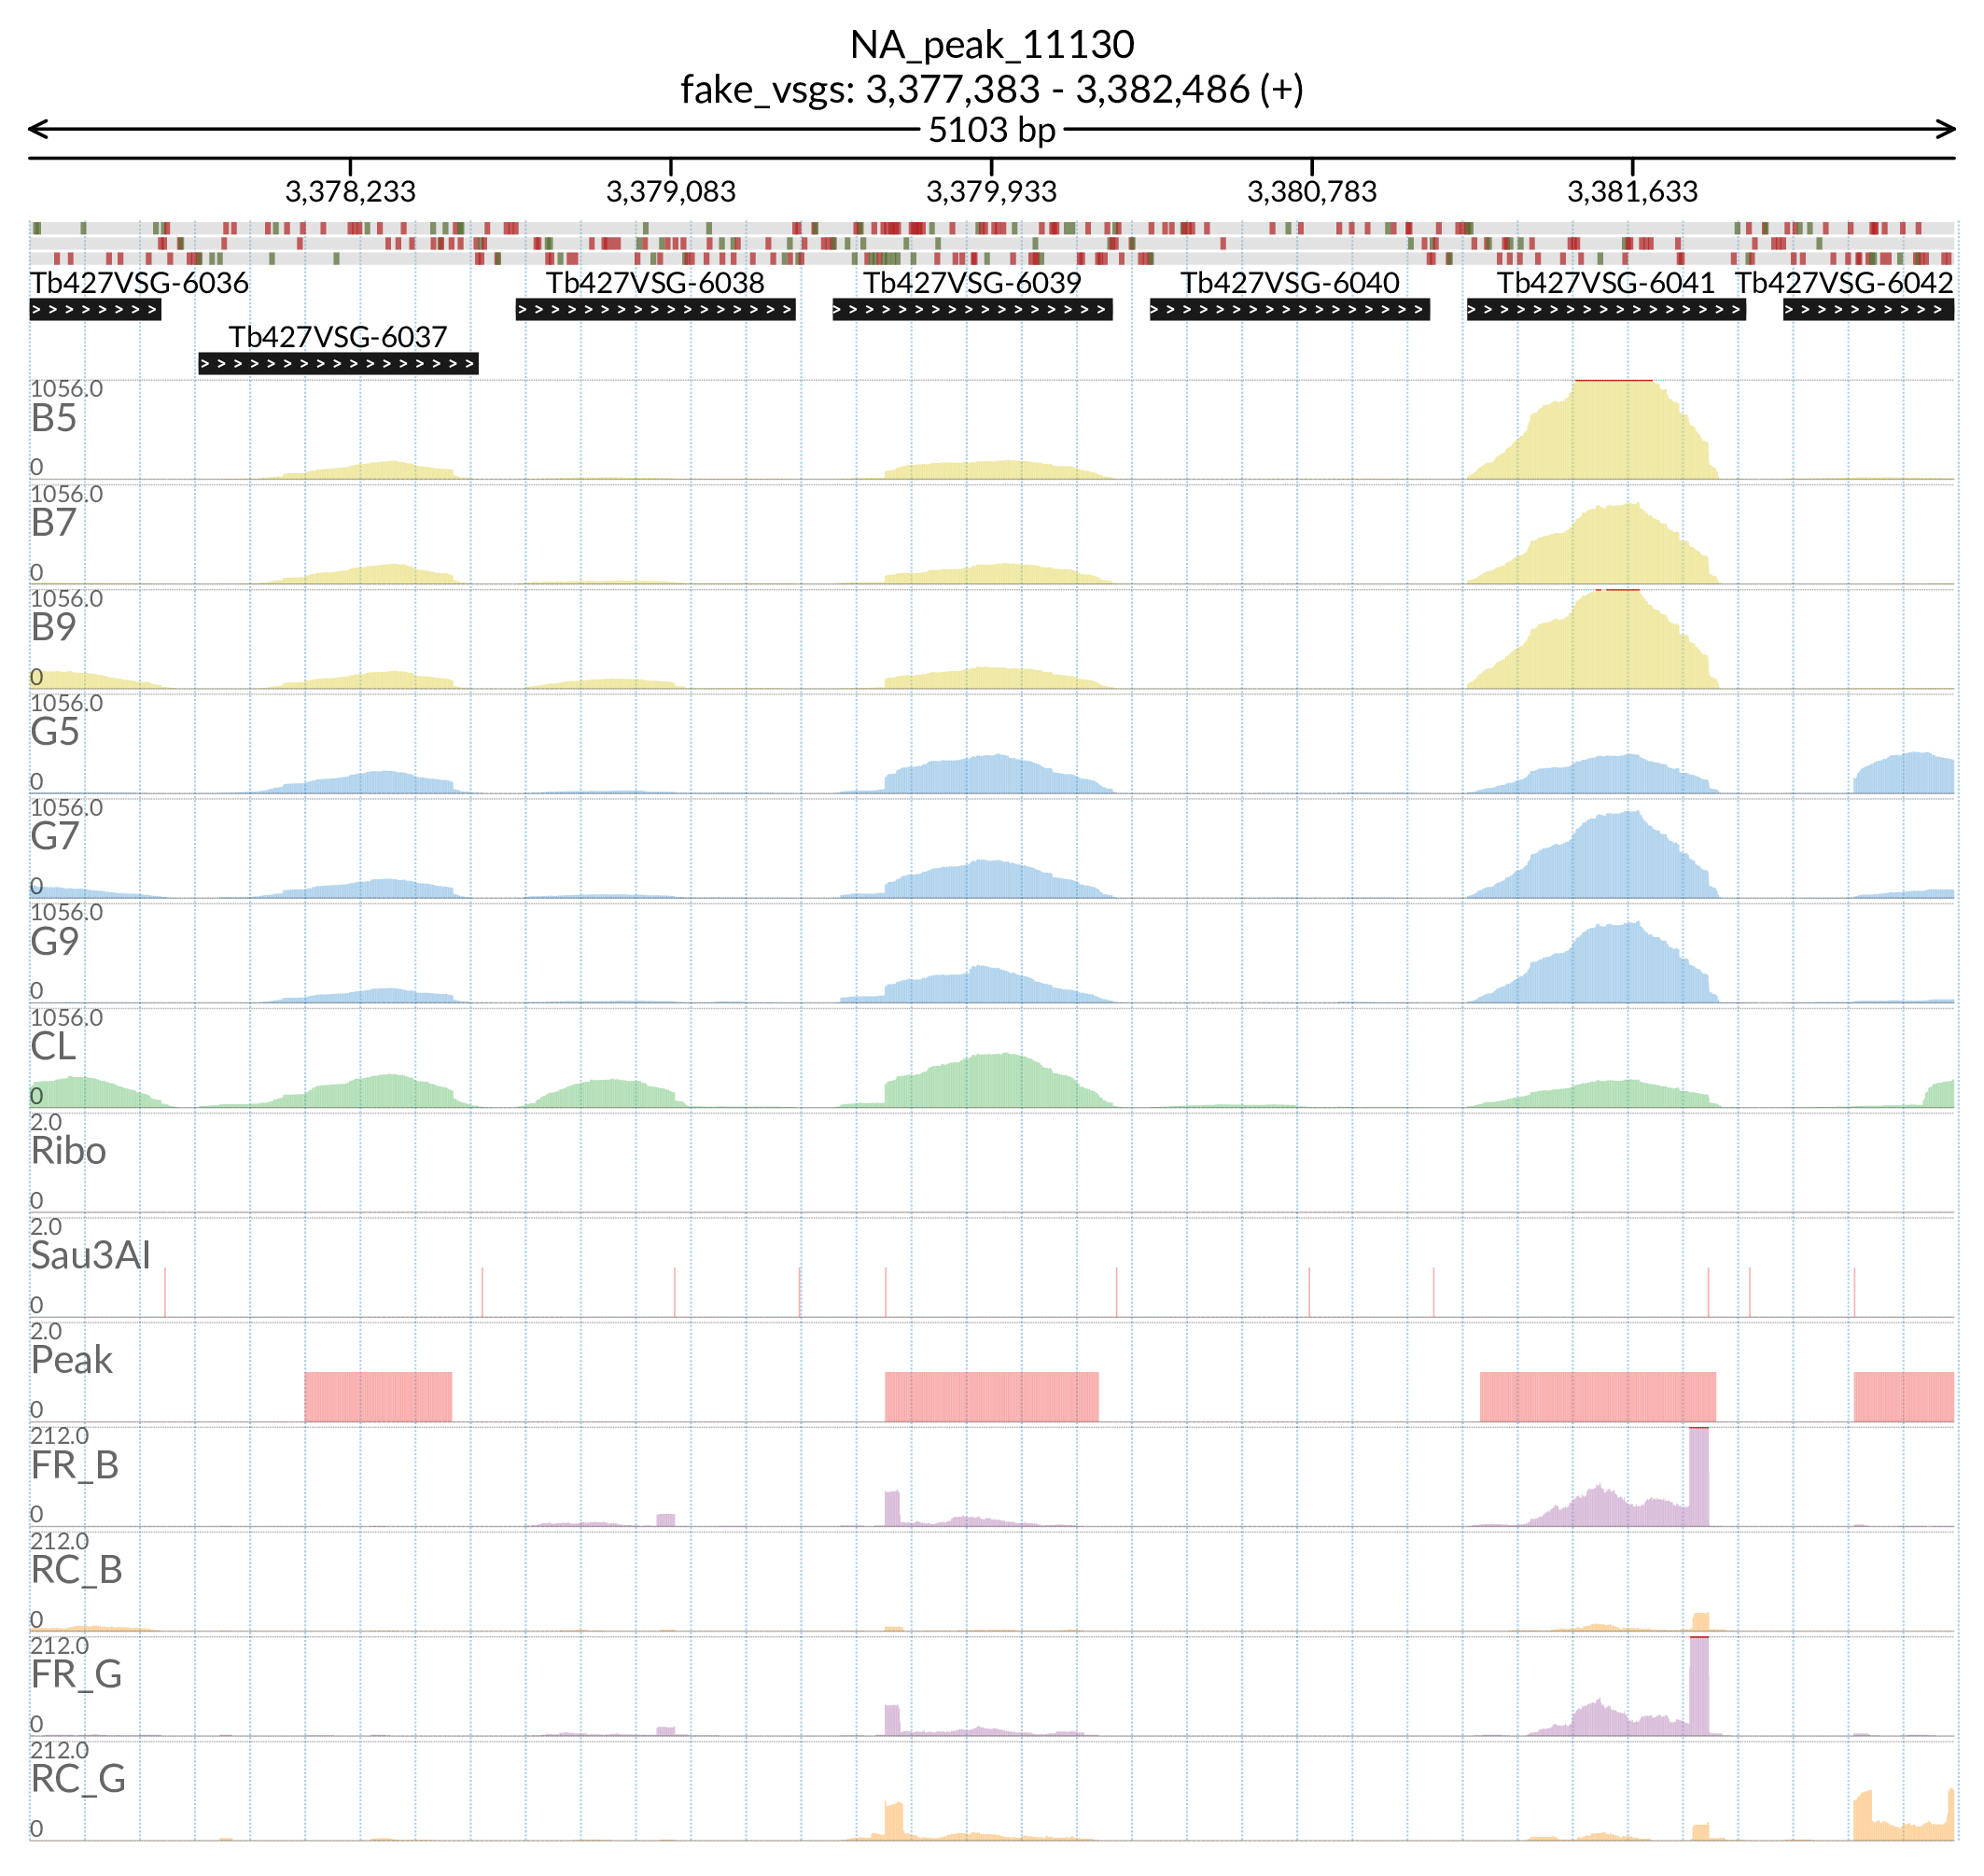 NA_peak_11130
fake_vsgs: 3,377,383 - 3,382,486 (+)
5103 bp
3,378,233 3,379,083 3,379,933 3,380,783 3,381,633
Tb427VSG-6036 Tb427VSG-6038 Tb427VSG-6039 Tb427VSG-6040 Tb427VSG-6041 Tb427VSG-6042
Tb427VSG-6037
1056.0
B5
0
1056.0
B7
0
1056.0
B9
0
1056.0
G5
0
1056.0
G7
0
1056.0
G9
0
1056.0
CL
0
2.0
Ribo
0
2.0
Sau3AI
0
2.0
Peak
0
212.0
FR_B
0
212.0
RC_B
0
212.0
FR_G
0
212.0
RC_G
0